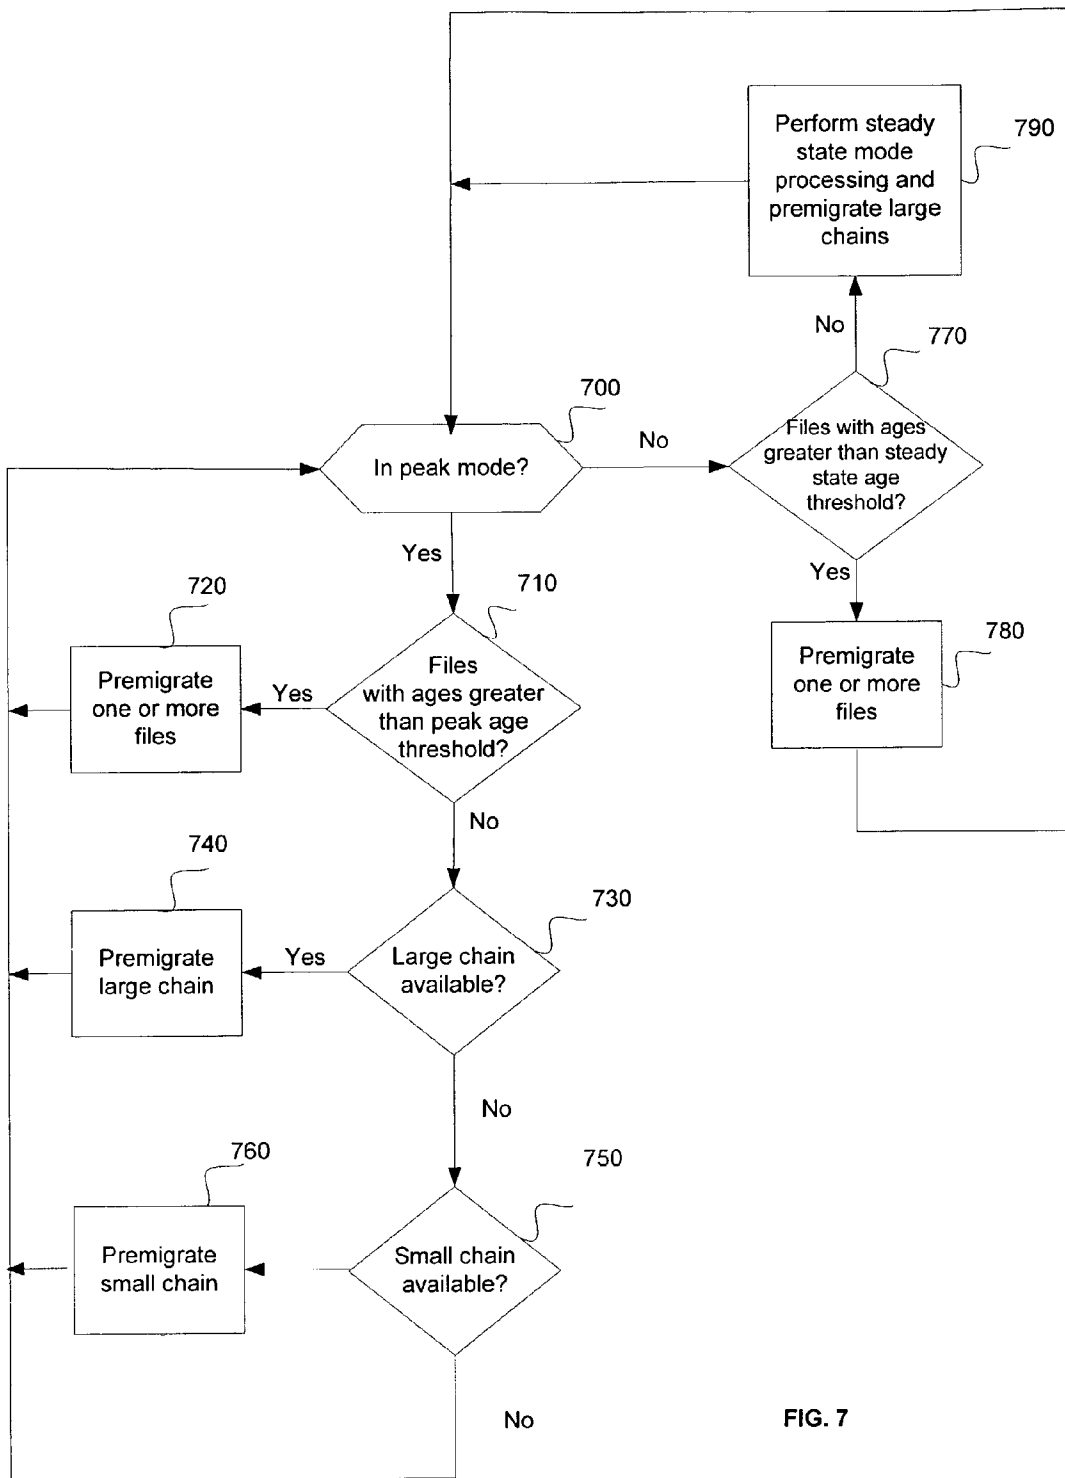 Perform steady
state mode
processing and
premigrate large
chains
790
No
770
Files with ages
greater than steady
state age
threshold?
700
In peak mode?
No
Yes
Yes
780
Premigrate
one or more
files
720
710
Premigrate
one or more
files
Yes
Files
with ages greater
than peak age
threshold?
No
740
730
Premigrate
large chain
Yes
Large chain
available?
No
760
750
Premigrate
small chain
Small chain
available?
No
FIG. 7